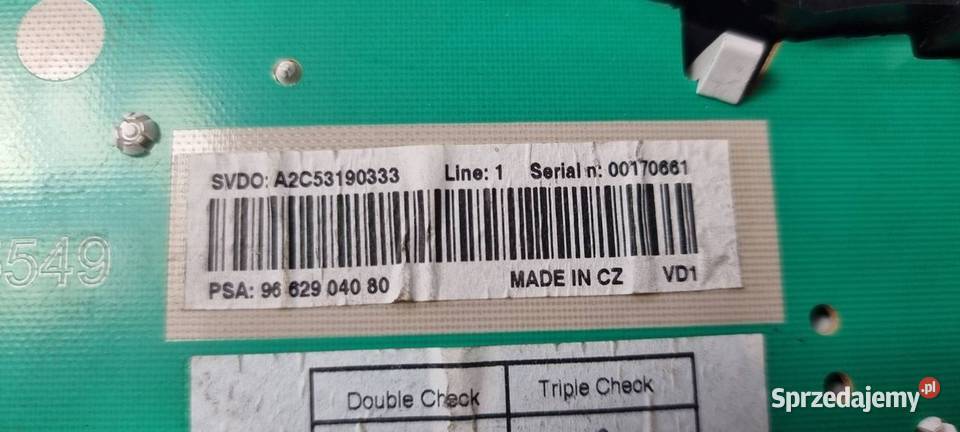 SVDO: A2C53190333 Line: 1 Serial n: 00170661
PSA: 96 629 040 80 MADE IN CZ VD1
549
Double Check Triple Check
Sprzedajemy.pl